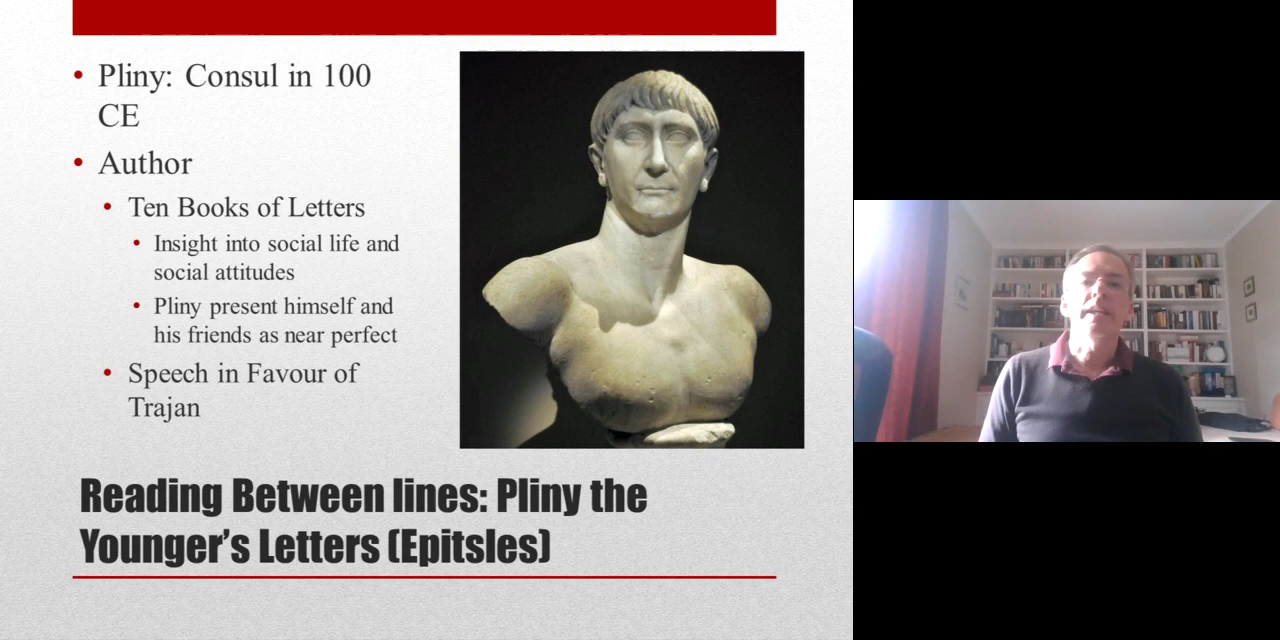 Pliny: Consul in 100
CE
Author
Ten Books of Letters
Insight into social life and
social attitudes
Pliny present himself and
his friends as near perfect
Speech in Favour of
Trajan
Reading Between lines: Pliny the
Younger’s Letters (Epitsles)